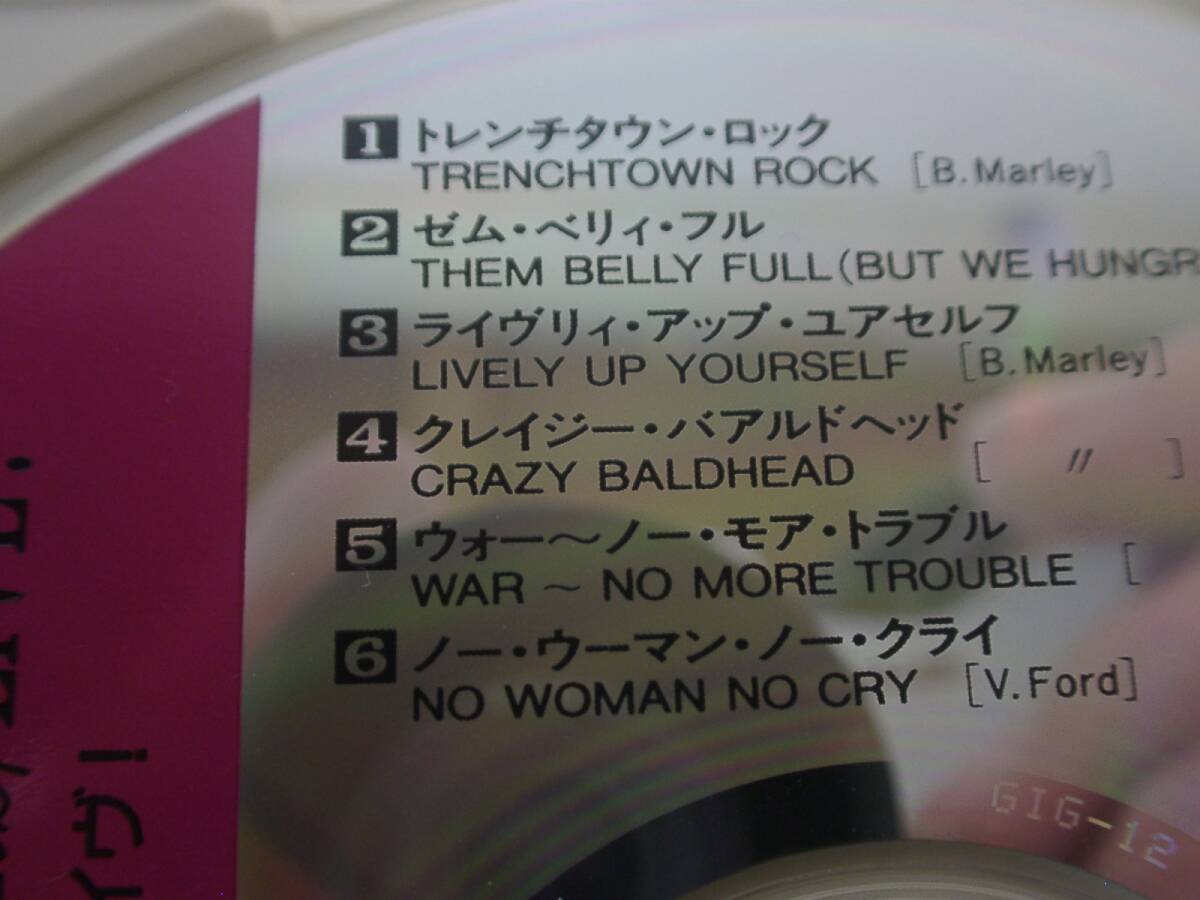 1 トレンチタウン・ロック
TRENCHTOWN ROCK [B. Marley]
2 ゼム・ベリィ・フル
THEM BELLY FULL (BUT WE HUNGR
3 ライヴリィ・アップ・ユアセルフ
LIVELY UP YOURSELF [B. Marley]
4 クレイジー・バアルドヘッド
CRAZY BALDHEAD [ 〃 ]
5 ウォー〜ノー・モア・トラブル
WAR ~ NO MORE TROUBLE [
6 ノー・ウーマン・ノー・クライ
NO WOMAN NO CRY [V. Ford]
GIG-12
イヴ!